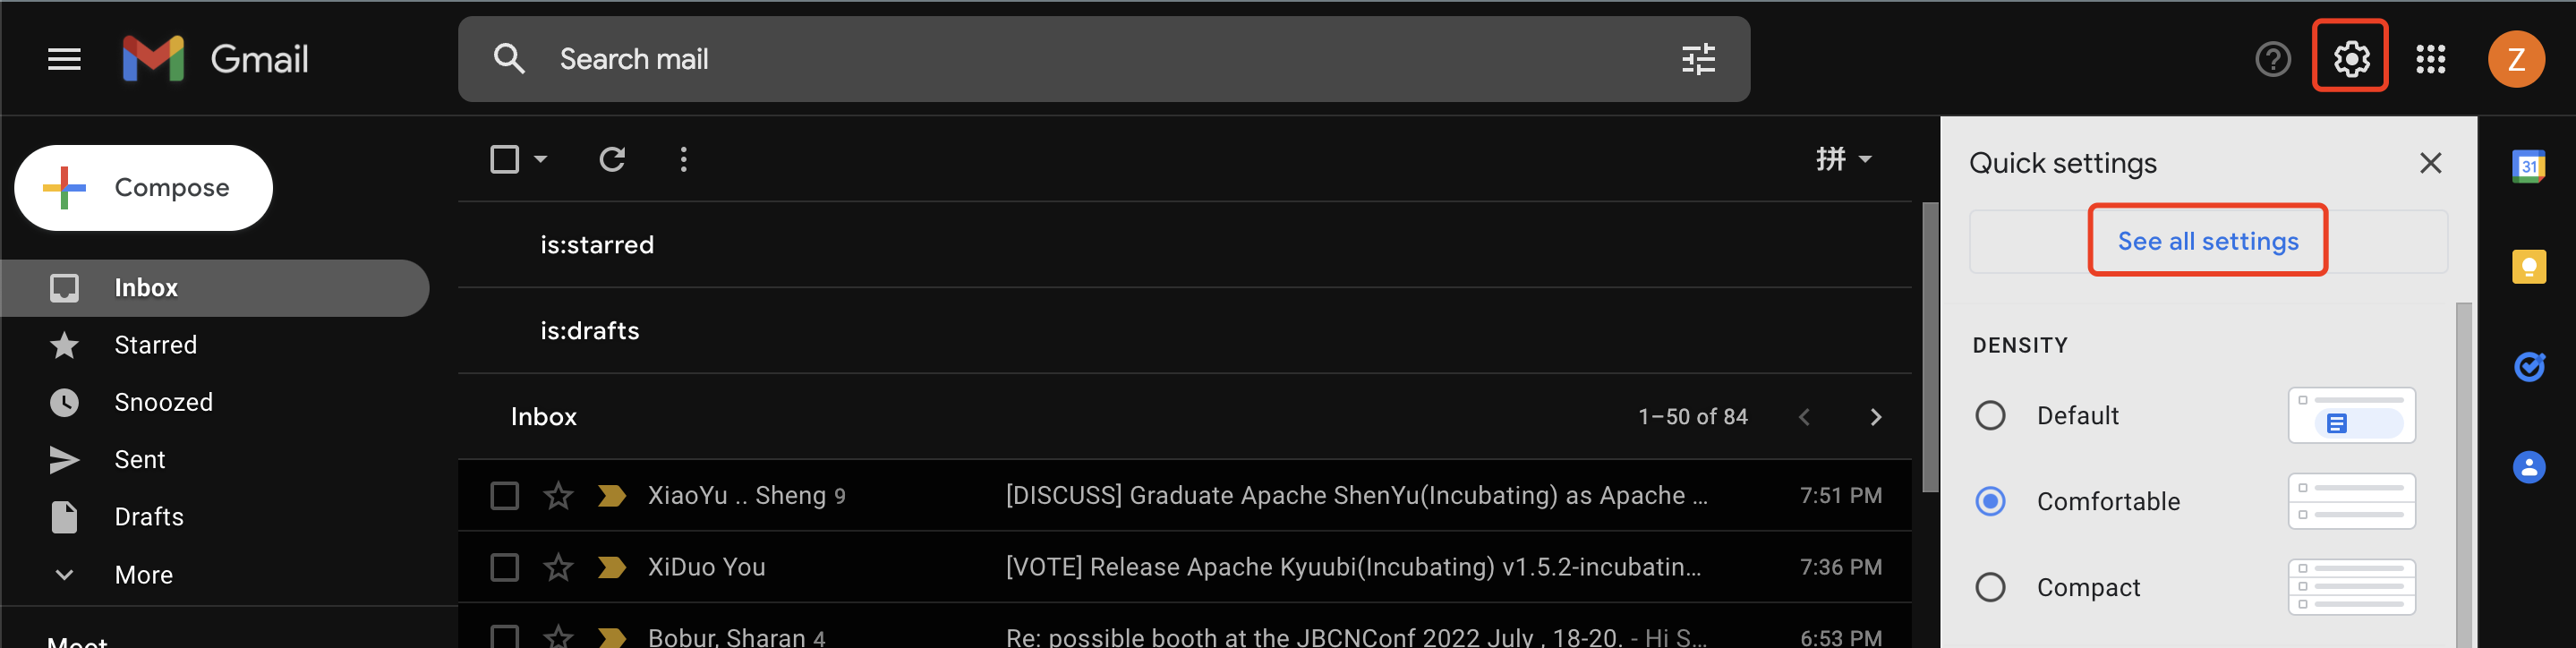 Gmail
Search mail
Z
Compose
Inbox
Starred
Snoozed
Sent
Drafts
More
Meet
拼
is:starred
is:drafts
Inbox 1–50 of 84
XiaoYu .. Sheng 9 [DISCUSS] Graduate Apache ShenYu(Incubating) as Apache ... 7:51 PM
XiDuo You [VOTE] Release Apache Kyuubi(Incubating) v1.5.2-incubatin... 7:36 PM
Bobur, Sharan 4 Re: possible booth at the JBCNConf 2022 July , 18-20. - Hi S... 6:53 PM
Quick settings
See all settings
DENSITY
Default
Comfortable
Compact
31